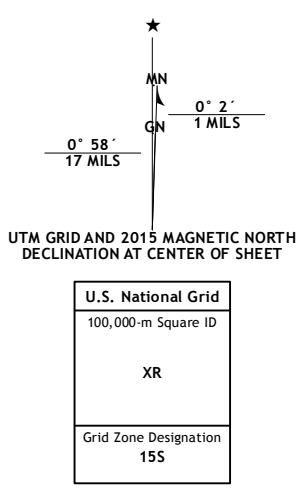 ★
MN
0° 2´
1 MILS
GN
0° 58´
17 MILS
UTM GRID AND 2015 MAGNETIC NORTH
DECLINATION AT CENTER OF SHEET
U.S. National Grid
100,000-m Square ID
XR
Grid Zone Designation
15S